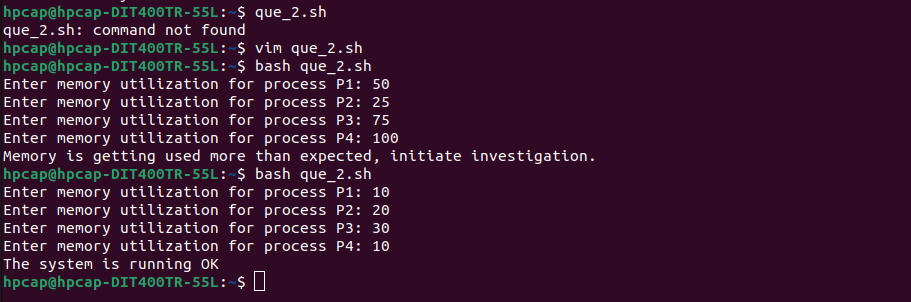 hpcap@hpcap-DIT400TR-55L:~$ que_2.sh
que_2.sh: command not found
hpcap@hpcap-DIT400TR-55L:~$ vim que_2.sh
hpcap@hpcap-DIT400TR-55L:~$ bash que_2.sh
Enter memory utilization for process P1: 50
Enter memory utilization for process P2: 25
Enter memory utilization for process P3: 75
Enter memory utilization for process P4: 100
Memory is getting used more than expected, initiate investigation.
hpcap@hpcap-DIT400TR-55L:~$ bash que_2.sh
Enter memory utilization for process P1: 10
Enter memory utilization for process P2: 20
Enter memory utilization for process P3: 30
Enter memory utilization for process P4: 10
The system is running OK
hpcap@hpcap-DIT400TR-55L:~$